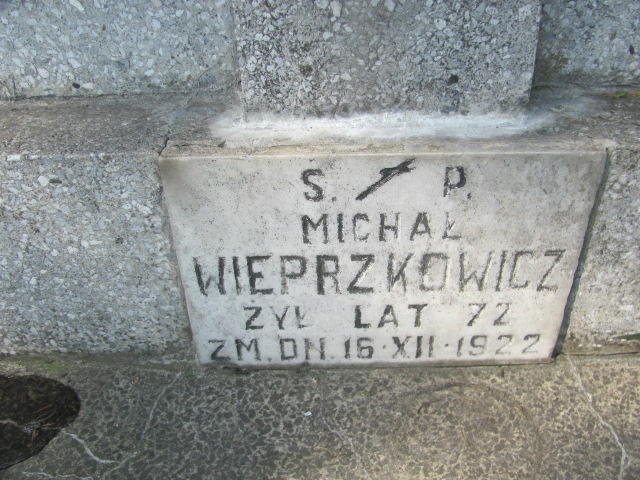 S. P.
MICHAŁ
WIEPRZKOWICZ
ŻYŁ LAT 72
ZM. DN. 16·XII·1922